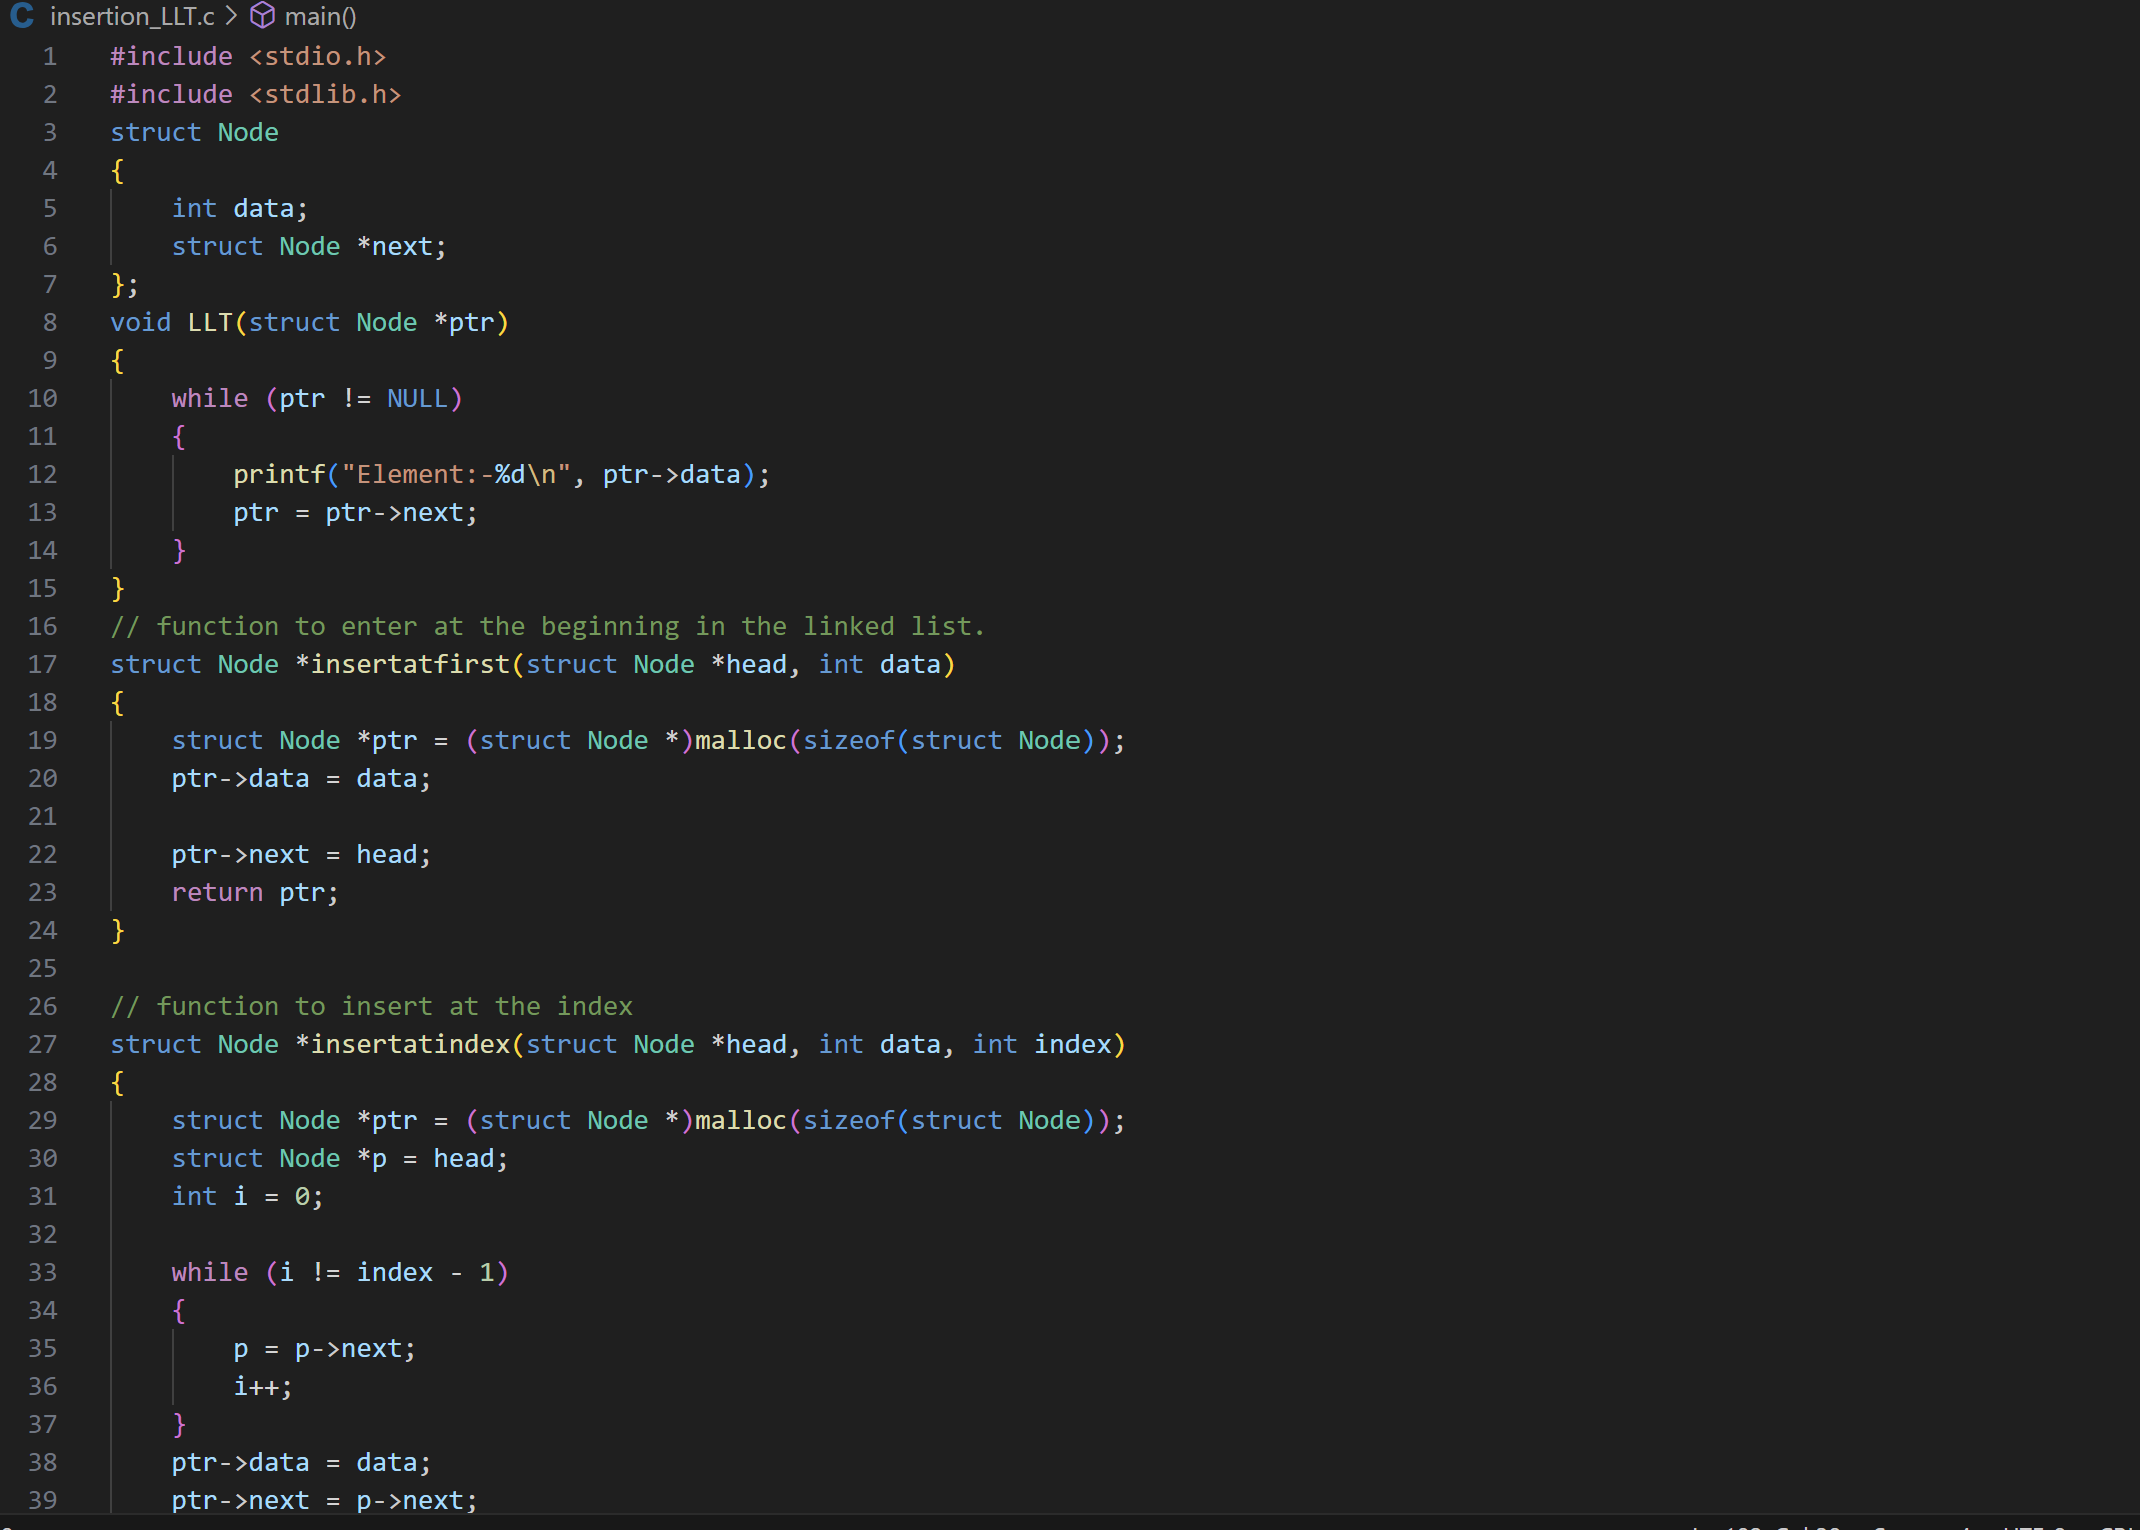 insertion_LLT.c > main()
1 #include <stdio.h>
2 #include <stdlib.h>
3 struct Node
4 {
5     int data;
6     struct Node *next;
7 };
8 void LLT(struct Node *ptr)
9 {
10     while (ptr != NULL)
11     {
12         printf("Element:-%d\n", ptr->data);
13         ptr = ptr->next;
14     }
15 }
16 // function to enter at the beginning in the linked list.
17 struct Node *insertatfirst(struct Node *head, int data)
18 {
19     struct Node *ptr = (struct Node *)malloc(sizeof(struct Node));
20     ptr->data = data;
21
22     ptr->next = head;
23     return ptr;
24 }
25
26 // function to insert at the index
27 struct Node *insertatindex(struct Node *head, int data, int index)
28 {
29     struct Node *ptr = (struct Node *)malloc(sizeof(struct Node));
30     struct Node *p = head;
31     int i = 0;
32
33     while (i != index - 1)
34     {
35         p = p->next;
36         i++;
37     }
38     ptr->data = data;
39     ptr->next = p->next;